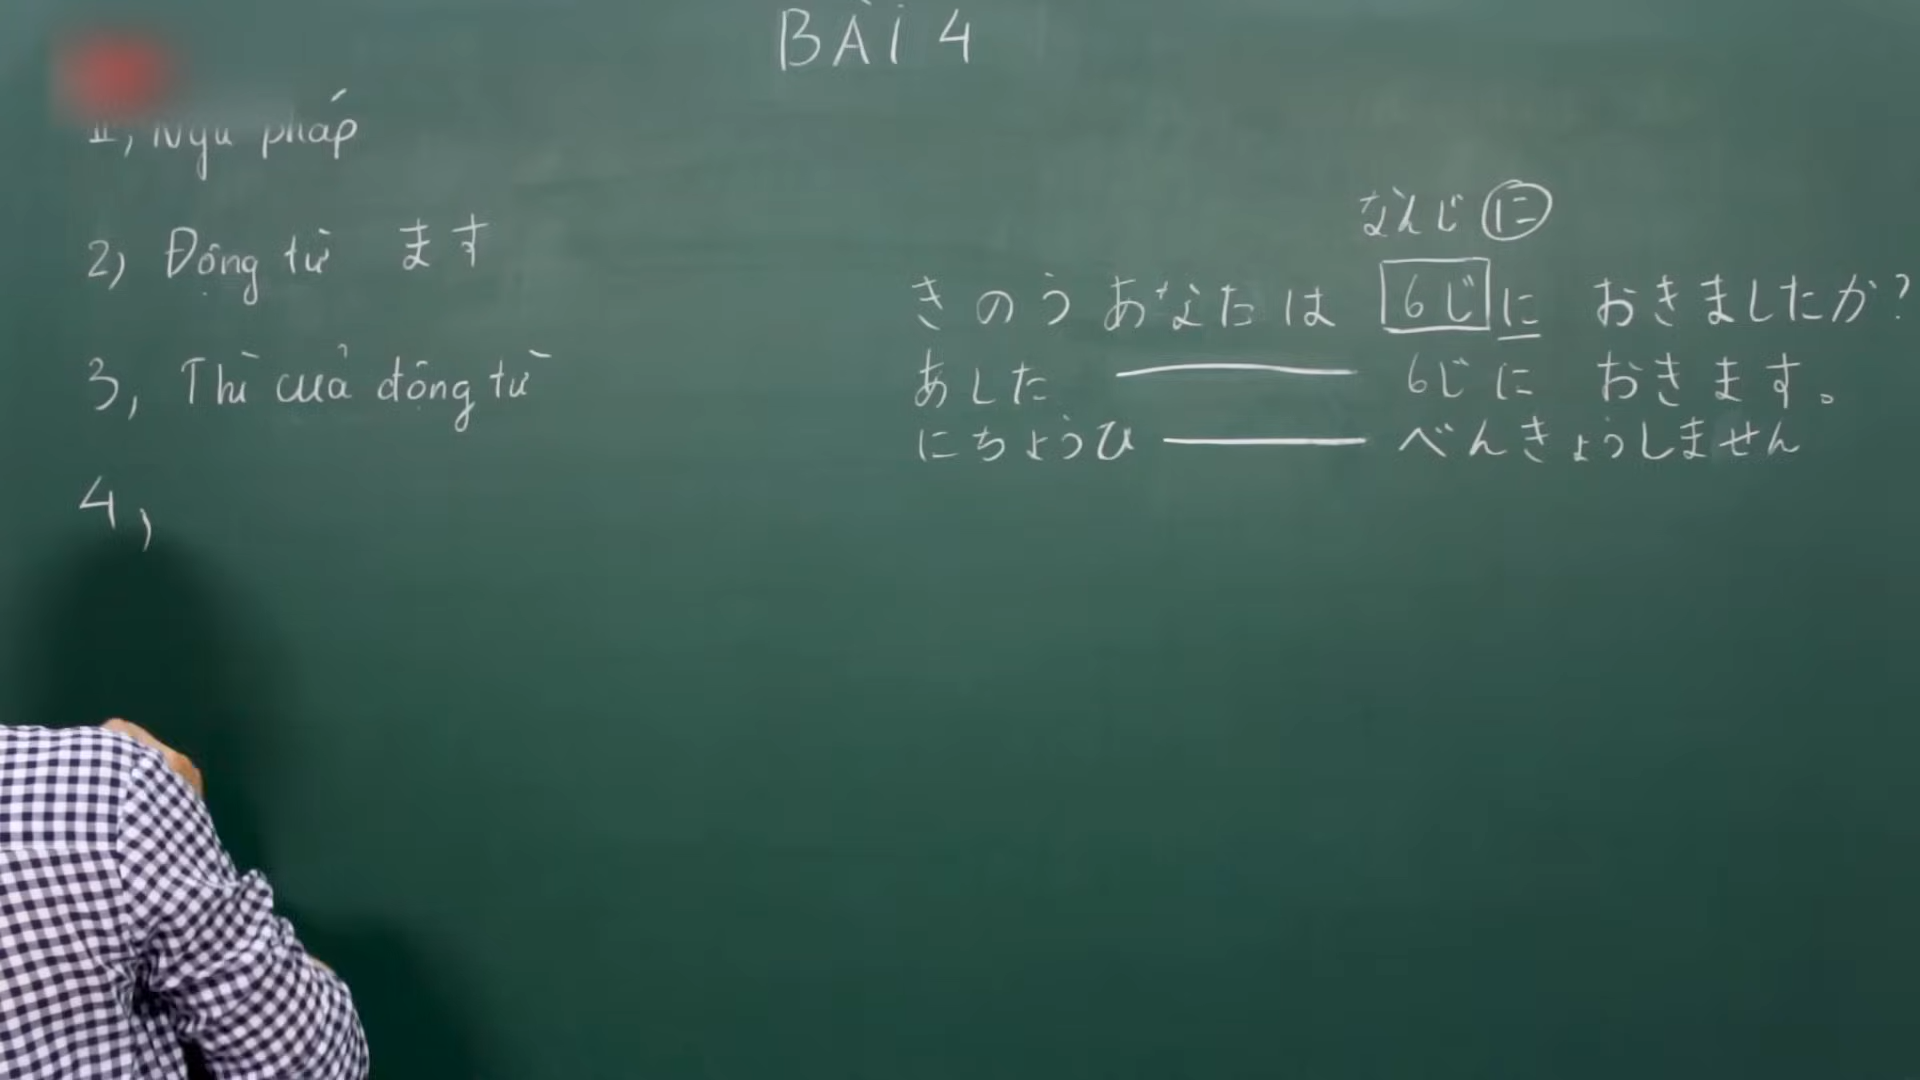 BÀI 4
II, Ngữ pháp
2) Động từ ます
3, Thì của động từ
4,
なんじに
きのうあなたは 6じに おきましたか?
あした 6じに おきます。
にちようひ べんきょうしません